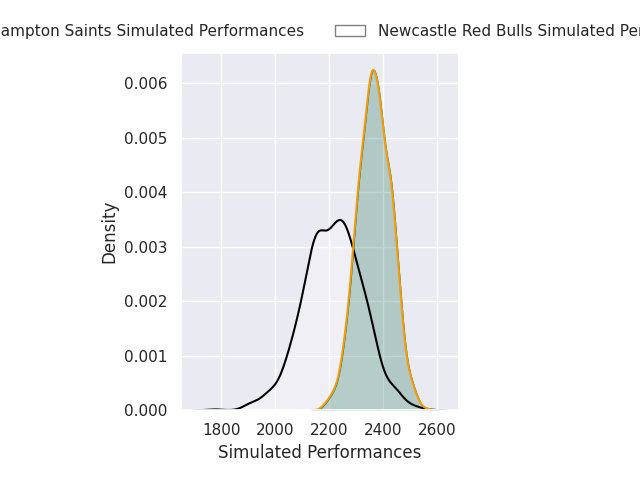 ampton Saints Simulated Performances
Newcastle Red Bulls Simulated Per
0.006
0.005
0.004
0.003
0.002
0.001
0.000
Density
1800 2000 2200 2400 2600
Simulated Performances